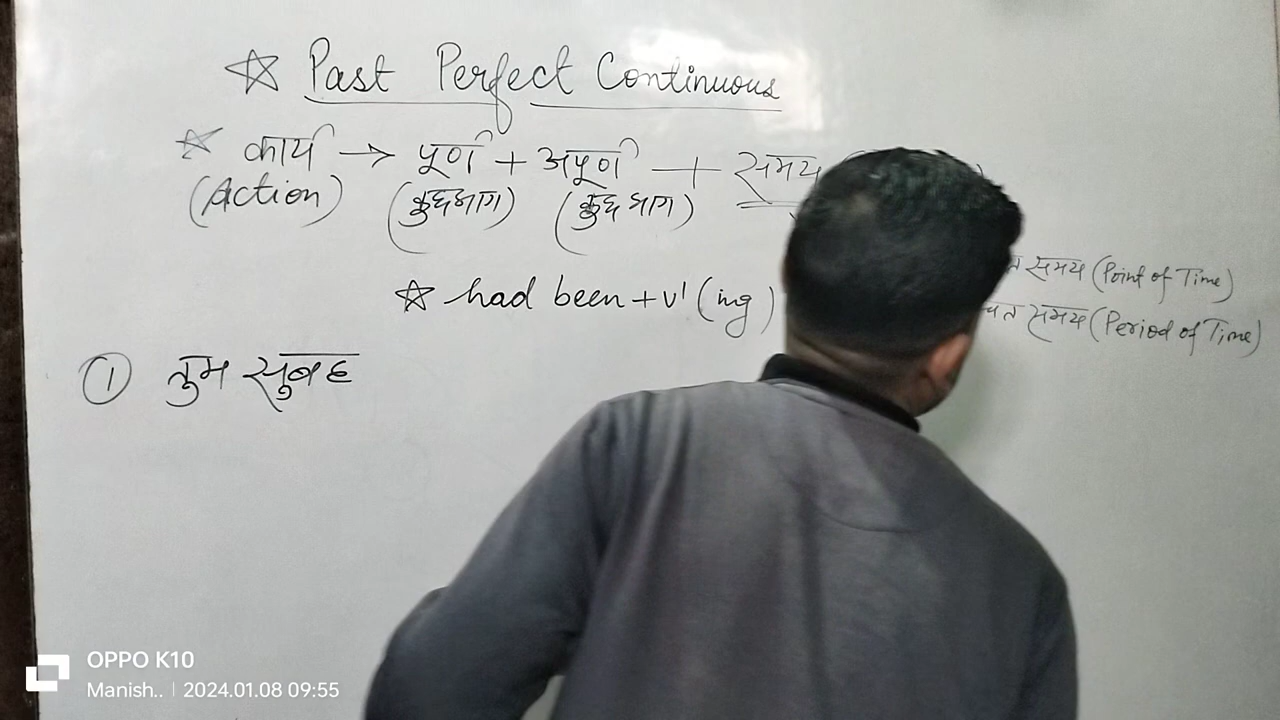 ☆ Past Perfect Continuous
☆ कार्य → पूर्ण + अपूर्ण + समय
(Action) (कुछ भाग) (कुछ भाग)
समय (Point of Time)
☆ had been + v¹ (ing)
समय (Period of Time)
① तुम सुबह
OPPO K10
Manish.. | 2024.01.08 09:55